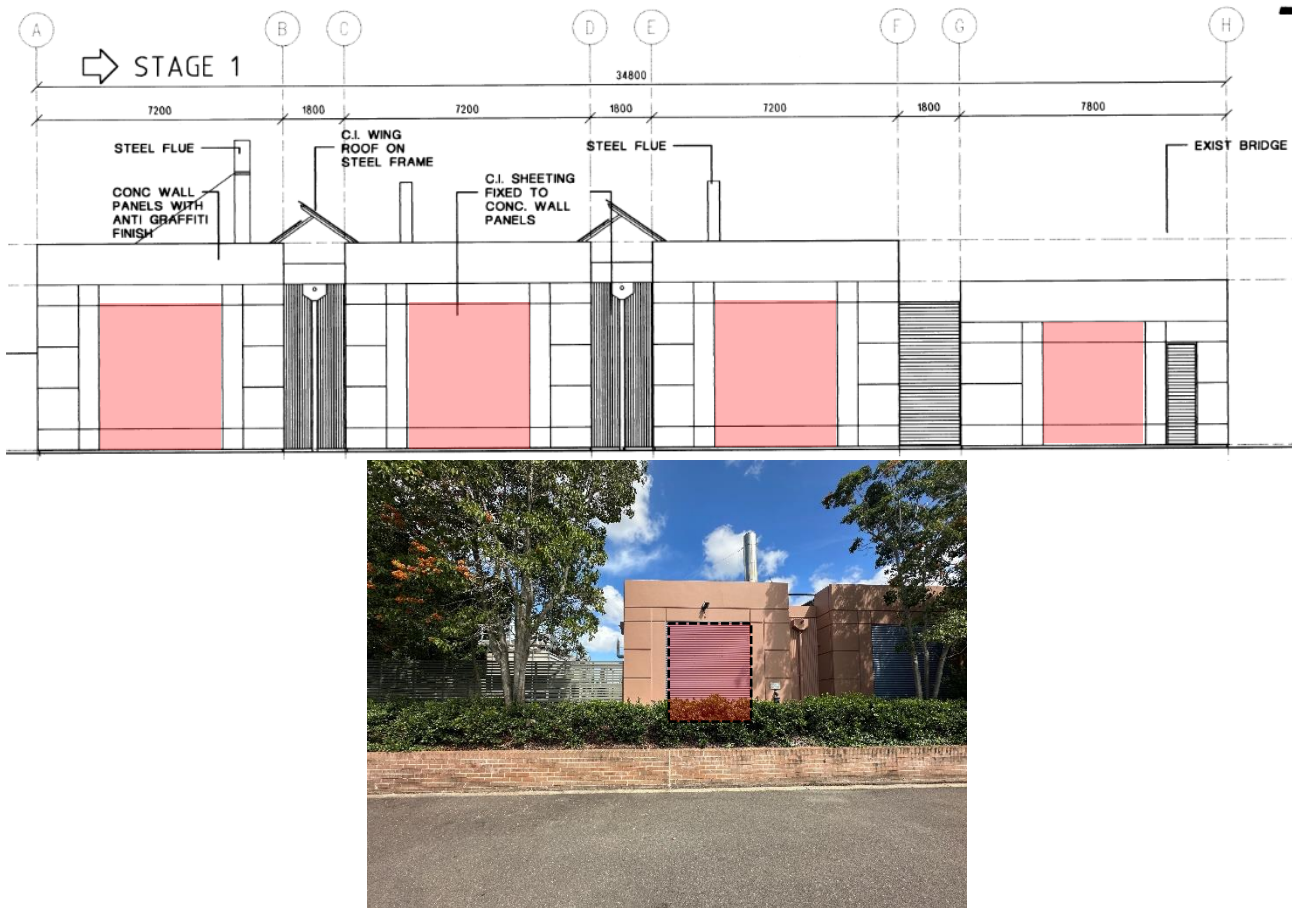 A B C D E F G H
STAGE 1
34800
7200 1800 7200 1800 7200 1800 7800
STEEL FLUE
C.I. WING
ROOF ON
STEEL FRAME
STEEL FLUE
EXIST BRIDGE
CONC WALL
PANELS WITH
ANTI GRAFFITI
FINISH
C.I. SHEETING
FIXED TO
CONC. WALL
PANELS